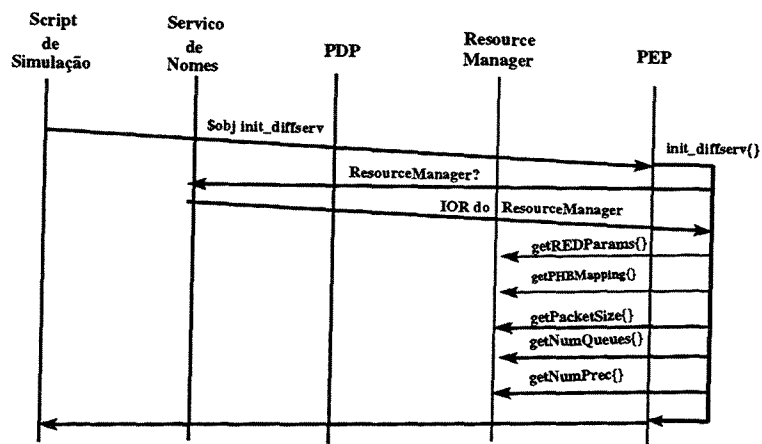 Script
de
Simulação
Servico
de
Nomes
PDP
Resource
Manager
PEP
$obj init_diffserv
init_diffserv{}
ResourceManager?
IOR do ResourceManager
getREDParams{}
getPHBMapping{}
getPacketSize{}
getNumQueues{}
getNumPrec{}